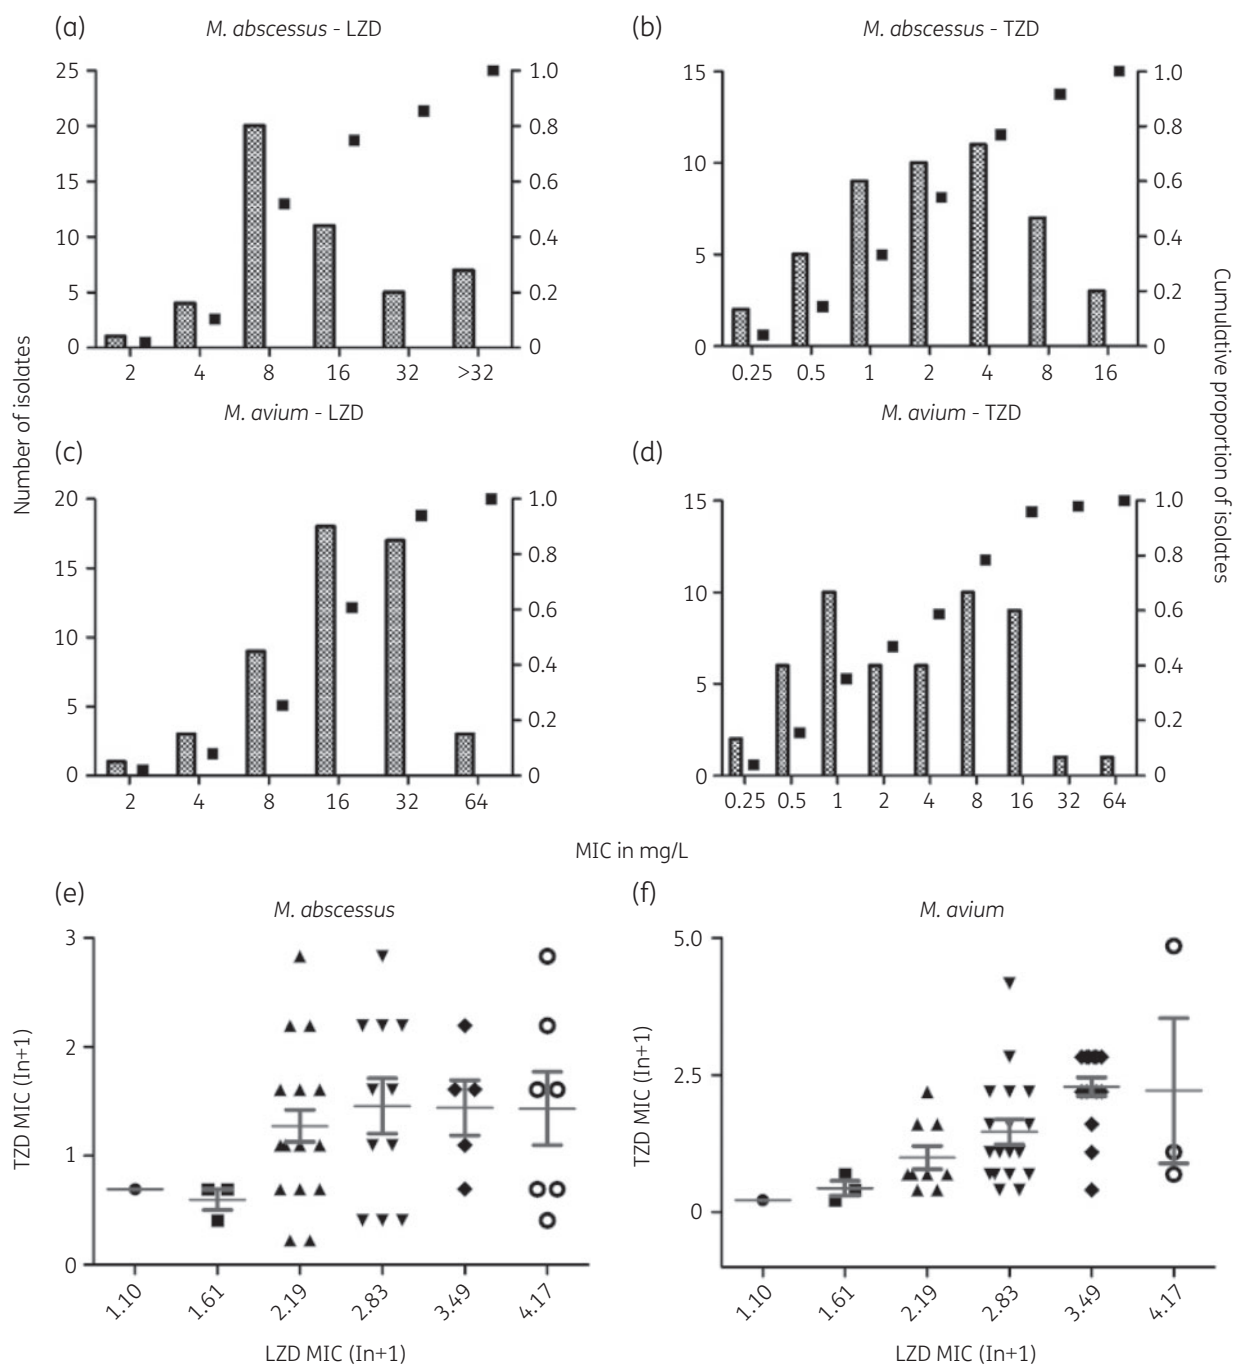 (a)
M. abscessus - LZD
25
20
15
10
5
0
1.0
0.8
0.6
0.4
0.2
0
2 4 8 16 32 >32
(b)
M. abscessus - TZD
15
10
5
0
1.0
0.8
0.6
0.4
0.2
0
0.25 0.5 1 2 4 8 16
Number of isolates
Cumulative proportion of isolates
(c)
M. avium - LZD
20
15
10
5
0
1.0
0.8
0.6
0.4
0.2
0
2 4 8 16 32 64
(d)
M. avium - TZD
15
10
5
0
1.0
0.8
0.6
0.4
0.2
0
0.25 0.5 1 2 4 8 16 32 64
MIC in mg/L
(e)
M. abscessus
TZD MIC (In+1)
3
2
1
0
1.10 1.61 2.19 2.83 3.49 4.17
LZD MIC (In+1)
(f)
M. avium
TZD MIC (In+1)
5.0
2.5
0
1.10 1.61 2.19 2.83 3.49 4.17
LZD MIC (In+1)